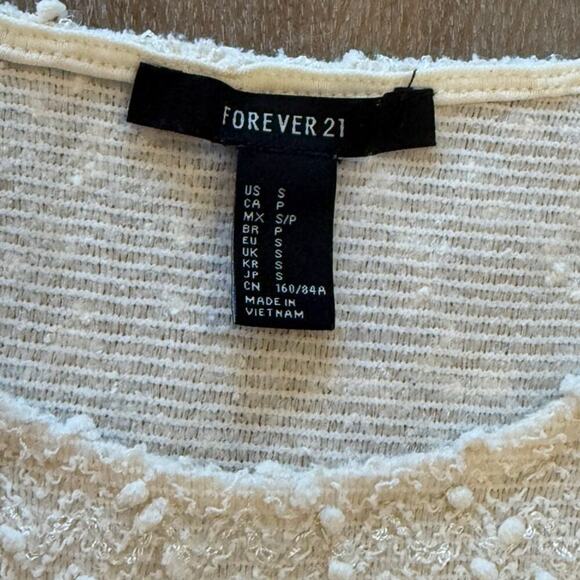 FOREVER 21
US S
CA P
MX S/P
BR P
EU S
UK S
KR S
JP S
CN 160/84A
MADE IN
VIETNAM